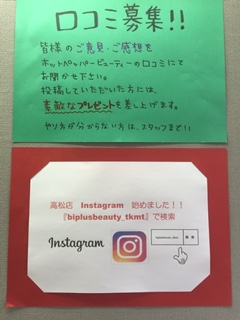 口コミ募集!!
皆様のご意見・ご感想を
ホットペッパービューティーの口コミにて
お聞かせ下さい。
投稿していただいた方には、
素敵なプレゼントを差し上げます。
やり方が分からない方は、スタッフまで!!
高松店 Instagram 始めました！！
『biplusbeauty_tkmt』で検索
Instagram
biplusbeauty_tkmt 検索